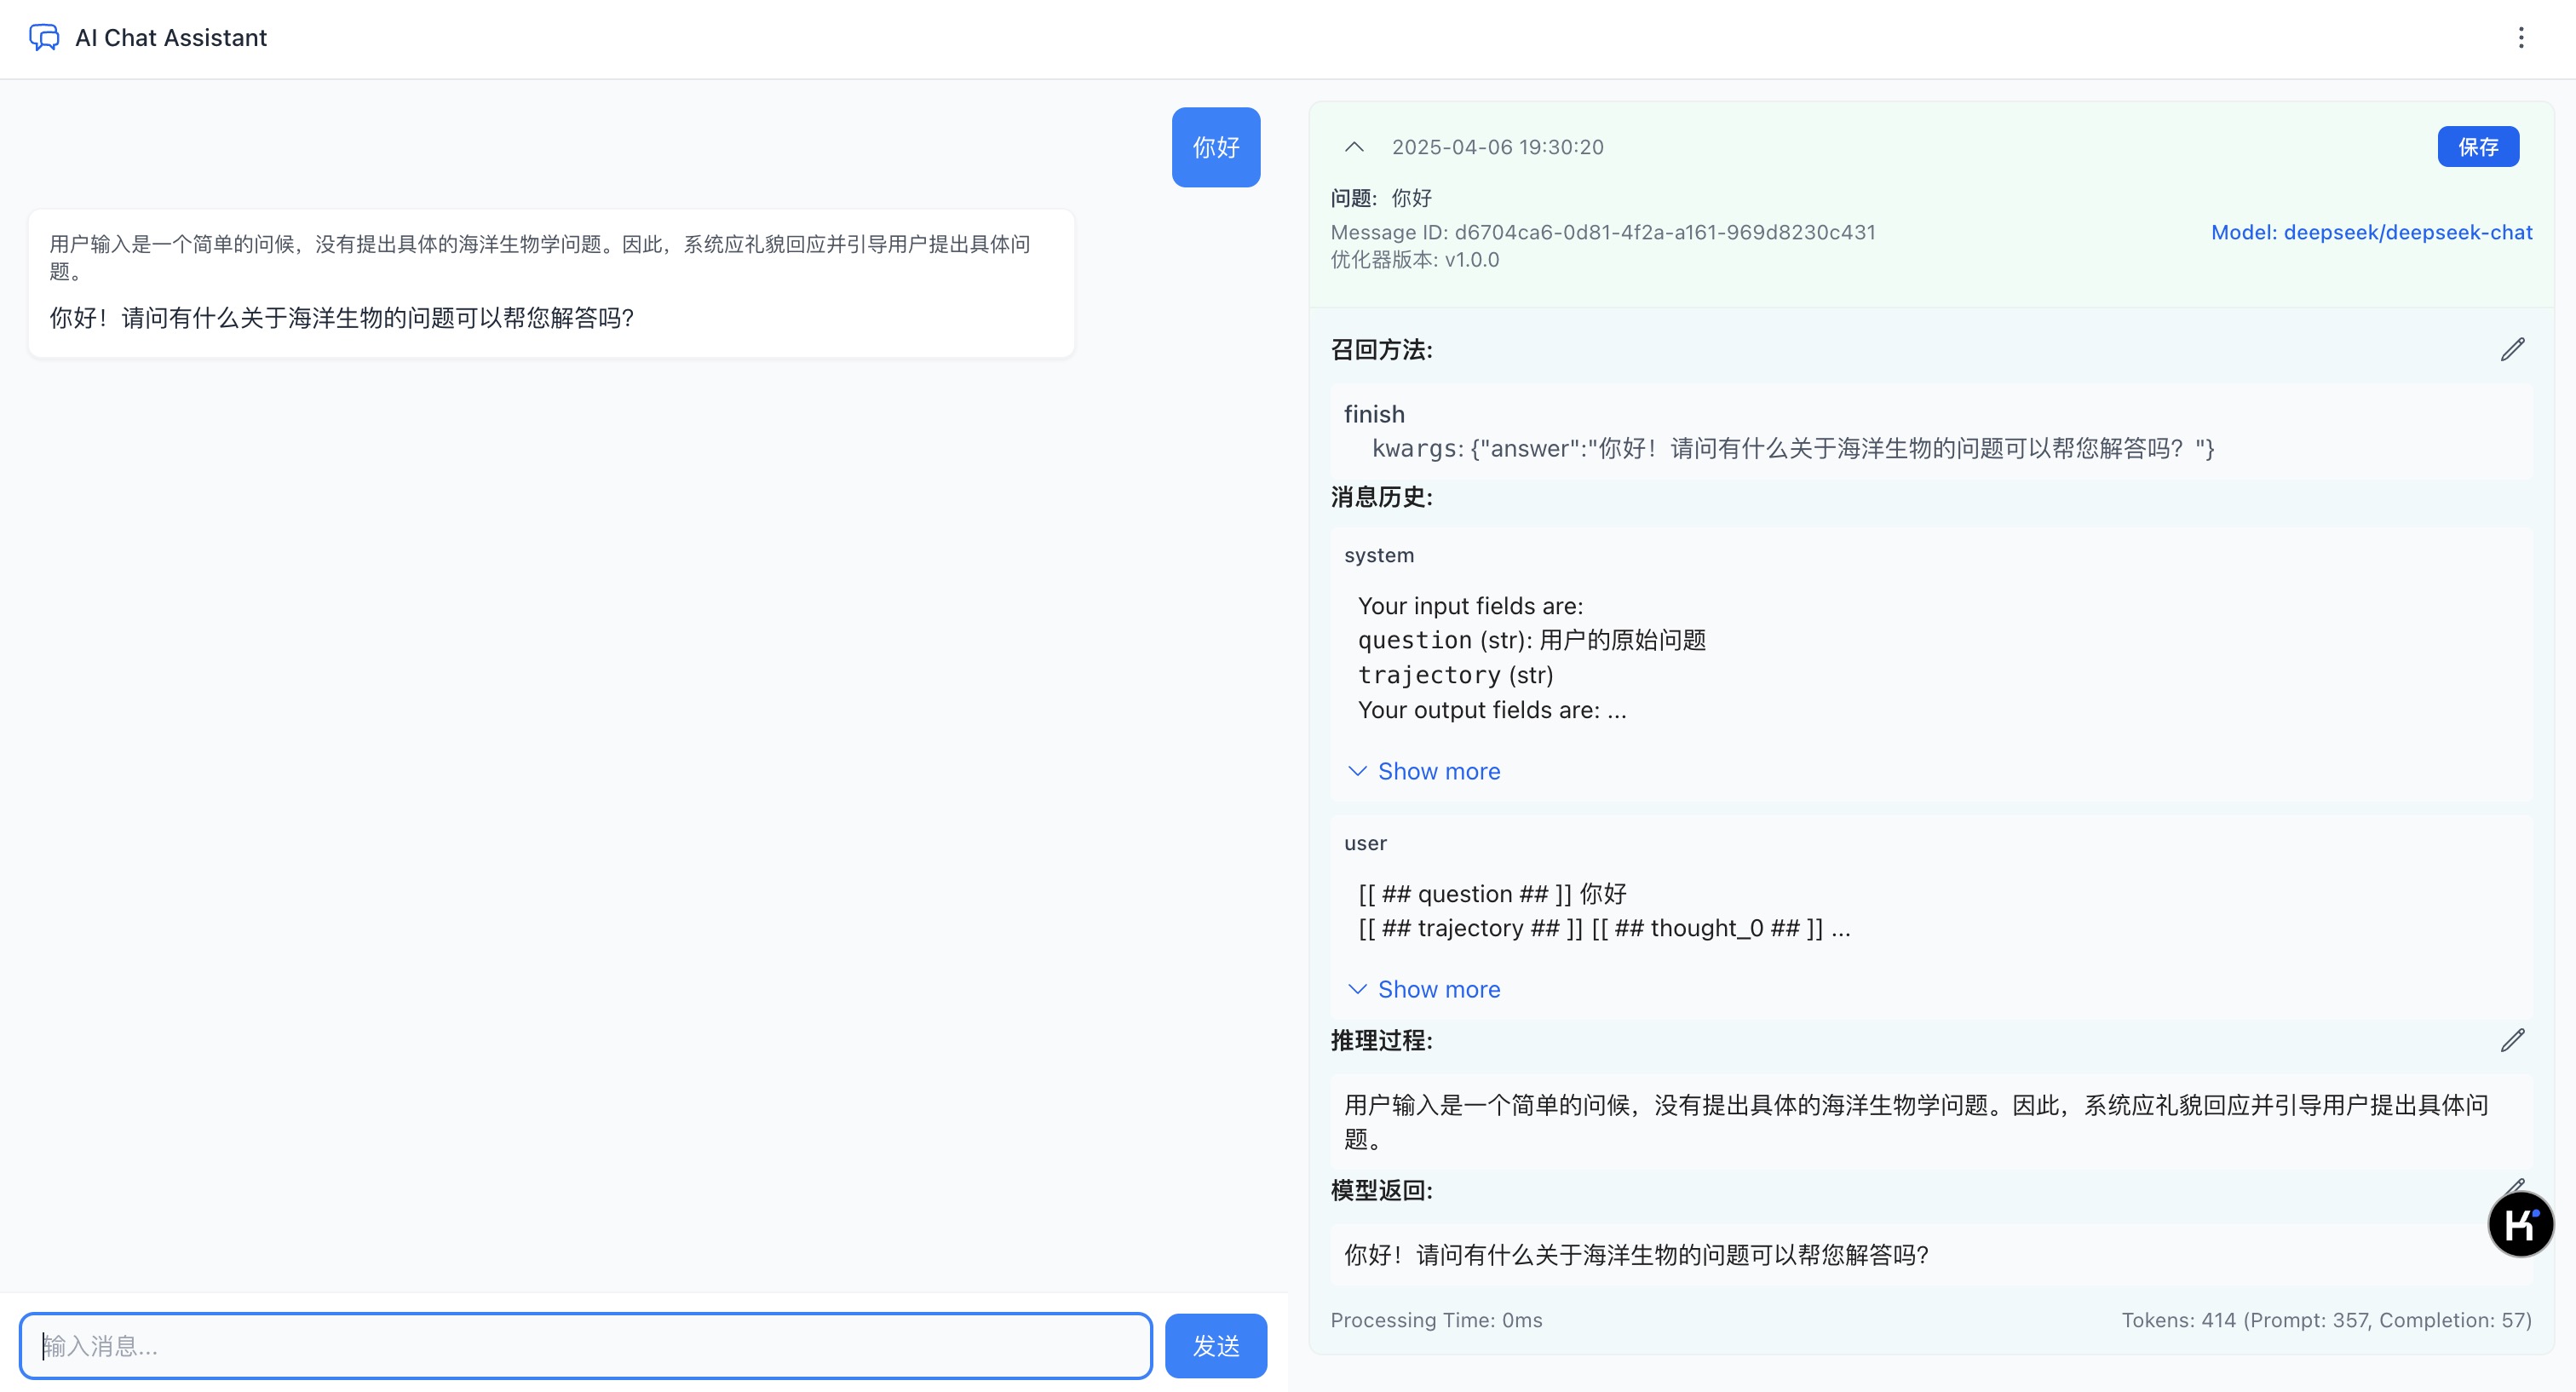 AI Chat Assistant
你好
用户输入是一个简单的问候，没有提出具体的海洋生物学问题。因此，系统应礼貌回应并引导用户提出具体问
题。
你好！请问有什么关于海洋生物的问题可以帮您解答吗？
输入消息...
发送
2025-04-06 19:30:20
保存
问题: 你好
Message ID: d6704ca6-0d81-4f2a-a161-969d8230c431
Model: deepseek/deepseek-chat
优化器版本: v1.0.0
召回方法:
finish
kwargs: {"answer":"你好！请问有什么关于海洋生物的问题可以帮您解答吗？"}
消息历史:
system
Your input fields are:
question (str): 用户的原始问题
trajectory (str)
Your output fields are: ...
Show more
user
[[ ## question ## ]] 你好
[[ ## trajectory ## ]] [[ ## thought_0 ## ]] ...
Show more
推理过程:
用户输入是一个简单的问候，没有提出具体的海洋生物学问题。因此，系统应礼貌回应并引导用户提出具体问
题。
模型返回:
你好！请问有什么关于海洋生物的问题可以帮您解答吗？
K
Processing Time: 0ms
Tokens: 414 (Prompt: 357, Completion: 57)